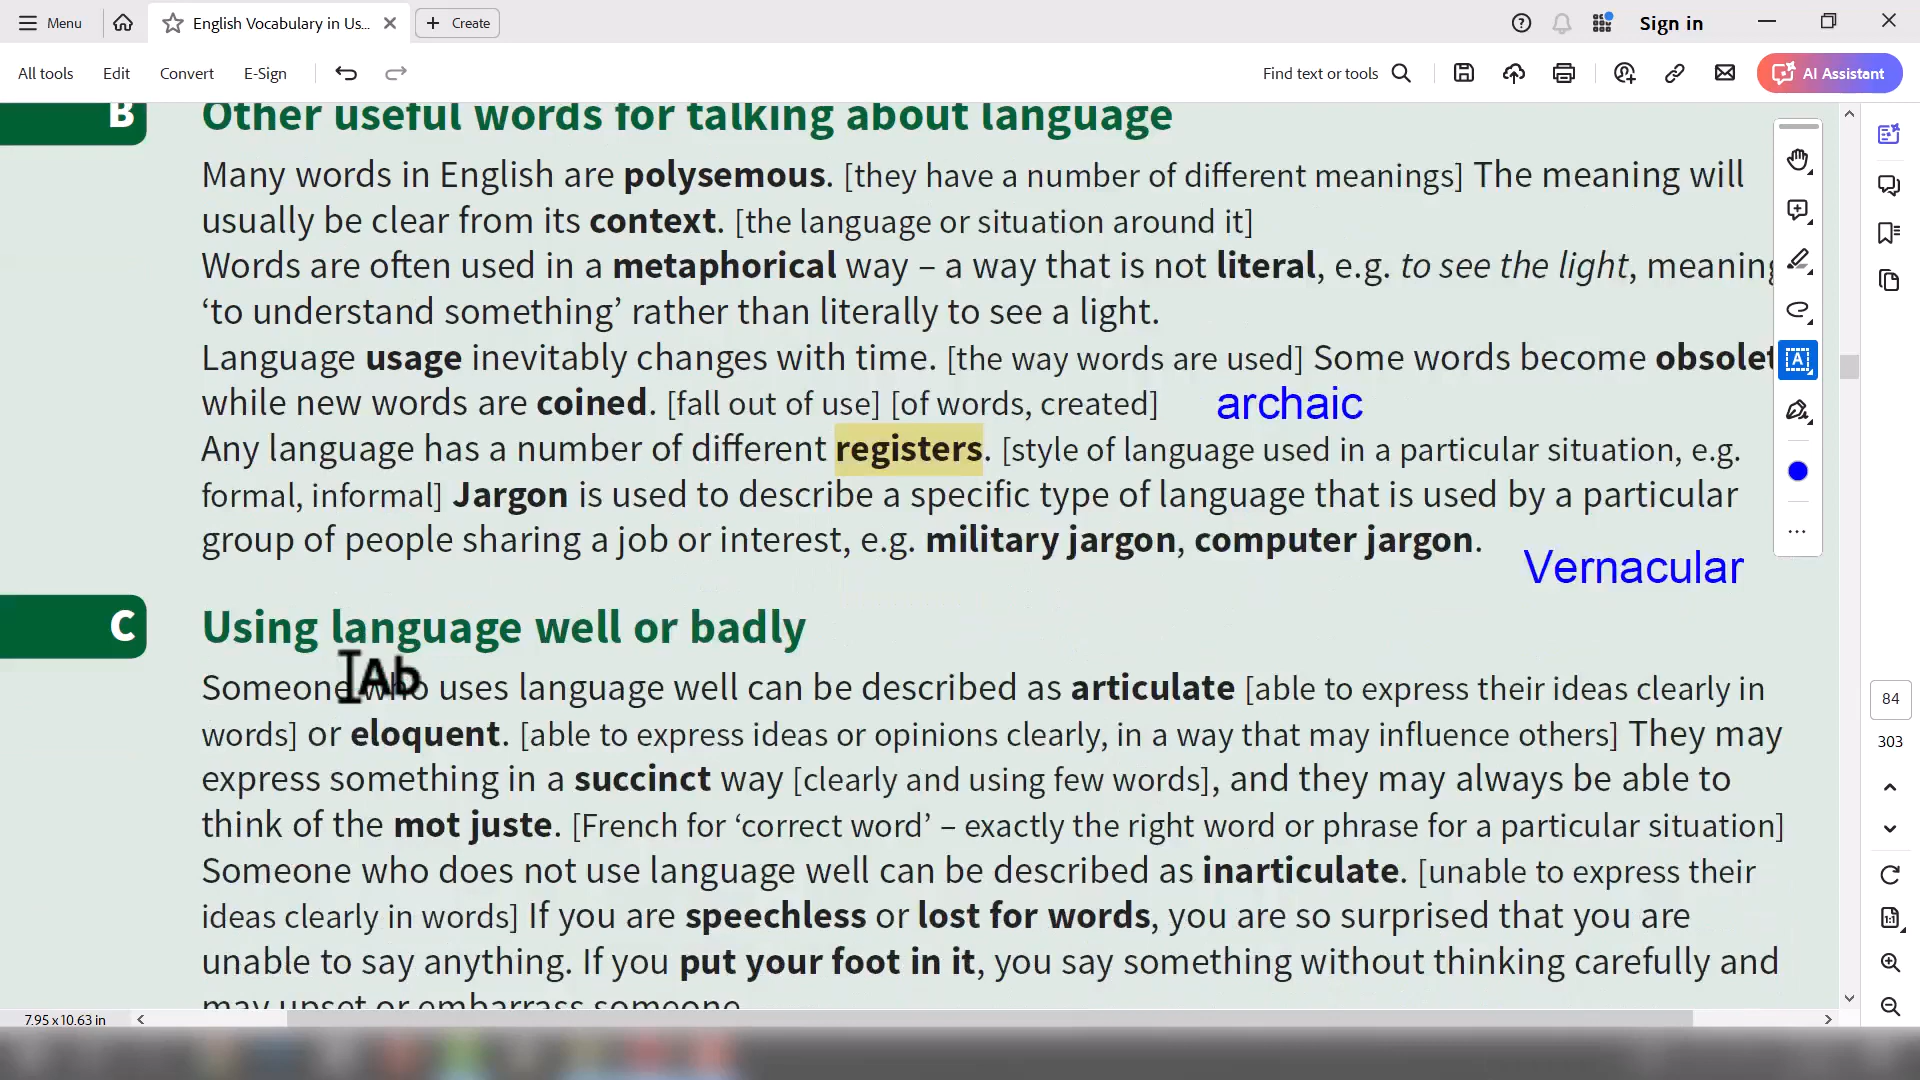 Menu
English Vocabulary in Us...
Create
Sign in
All tools
Edit
Convert
E-Sign
Find text or tools
AI Assistant
B
Other useful words for talking about language
Many words in English are polysemous. [they have a number of different meanings] The meaning will
usually be clear from its context. [the language or situation around it]
Words are often used in a metaphorical way – a way that is not literal, e.g. to see the light, meaning
‘to understand something’ rather than literally to see a light.
Language usage inevitably changes with time. [the way words are used] Some words become obsolet
while new words are coined. [fall out of use] [of words, created]
archaic
Any language has a number of different registers. [style of language used in a particular situation, e.g.
formal, informal] Jargon is used to describe a specific type of language that is used by a particular
group of people sharing a job or interest, e.g. military jargon, computer jargon.
Vernacular
C
Using language well or badly
Someone who uses language well can be described as articulate [able to express their ideas clearly in
words] or eloquent. [able to express ideas or opinions clearly, in a way that may influence others] They may
express something in a succinct way [clearly and using few words], and they may always be able to
think of the mot juste. [French for ‘correct word’ – exactly the right word or phrase for a particular situation]
Someone who does not use language well can be described as inarticulate. [unable to express their
ideas clearly in words] If you are speechless or lost for words, you are so surprised that you are
unable to say anything. If you put your foot in it, you say something without thinking carefully and
may upset or embarrass someone.
Ab
84
303
7.95 x 10.63 in